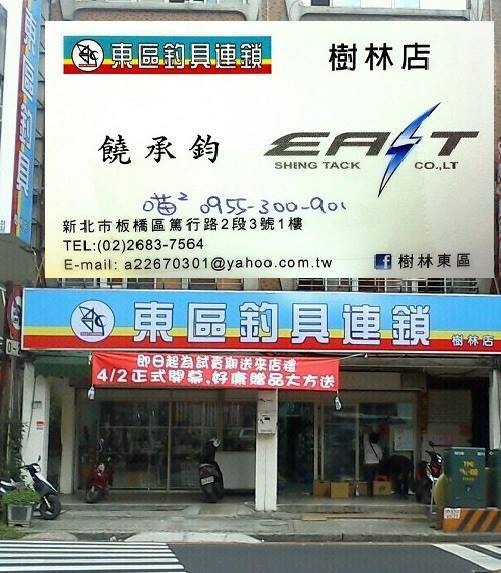 東區釣具連鎖
樹林店
饒承鈞
EAST
SHING TACK CO.,LT
喵² 0955-300-901
新北市板橋區篤行路2段3號1樓
TEL:(02)2683-7564
E-mail: a22670301@yahoo.com.tw
樹林東區
東區釣具
東區釣具連鎖
樹林店
即日起為試賣期送來店禮
4/2正式開幕、好康贈品大方送